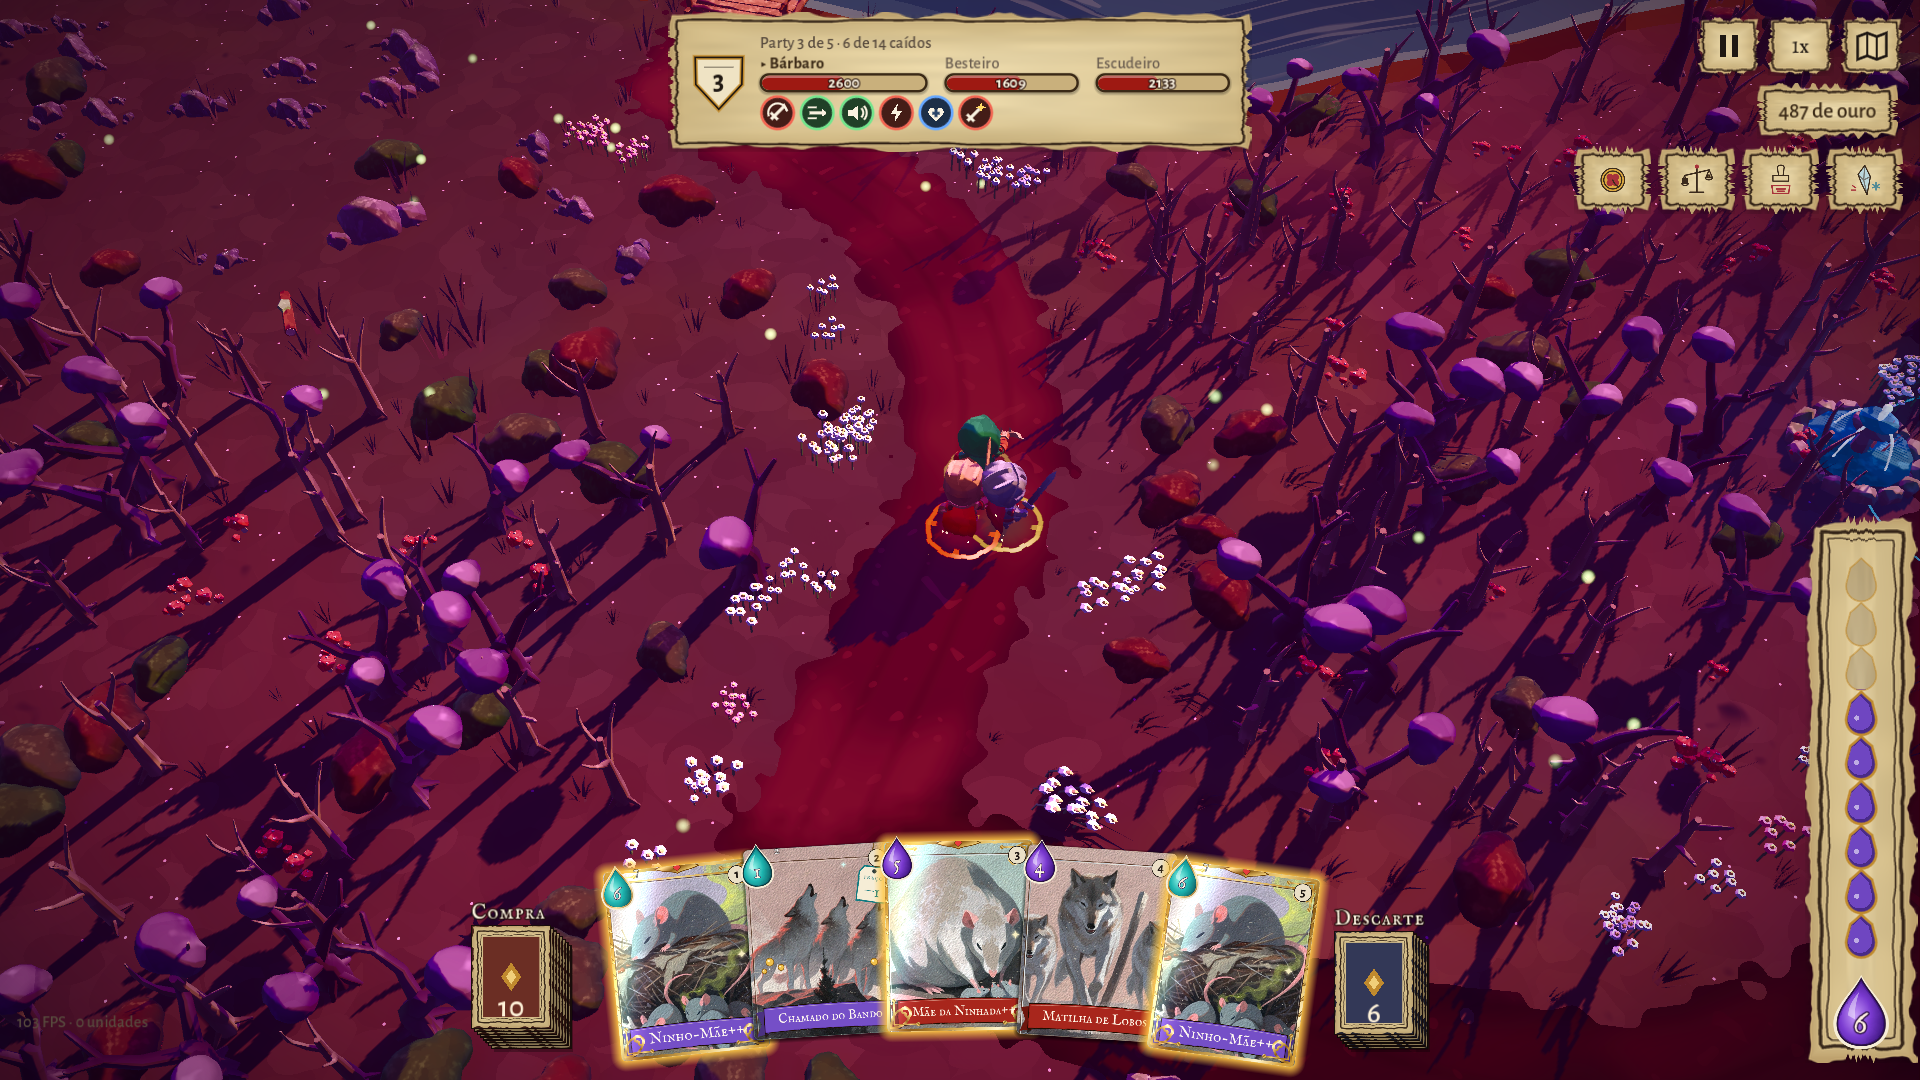 Party 3 de 5 · 6 de 14 caídos
Bárbaro
Besteiro
Escudeiro
3
2600
1609
2133
1x
487 de ouro
Compra
10
6
1
Ninho-Mãe++
1
2
-1
Chamado do Bando
5
3
Mãe da Ninhada+
4
4
Matilha de Lobos
6
5
Ninho-Mãe++
Descarte
6
6
103 FPS · 0 unidades